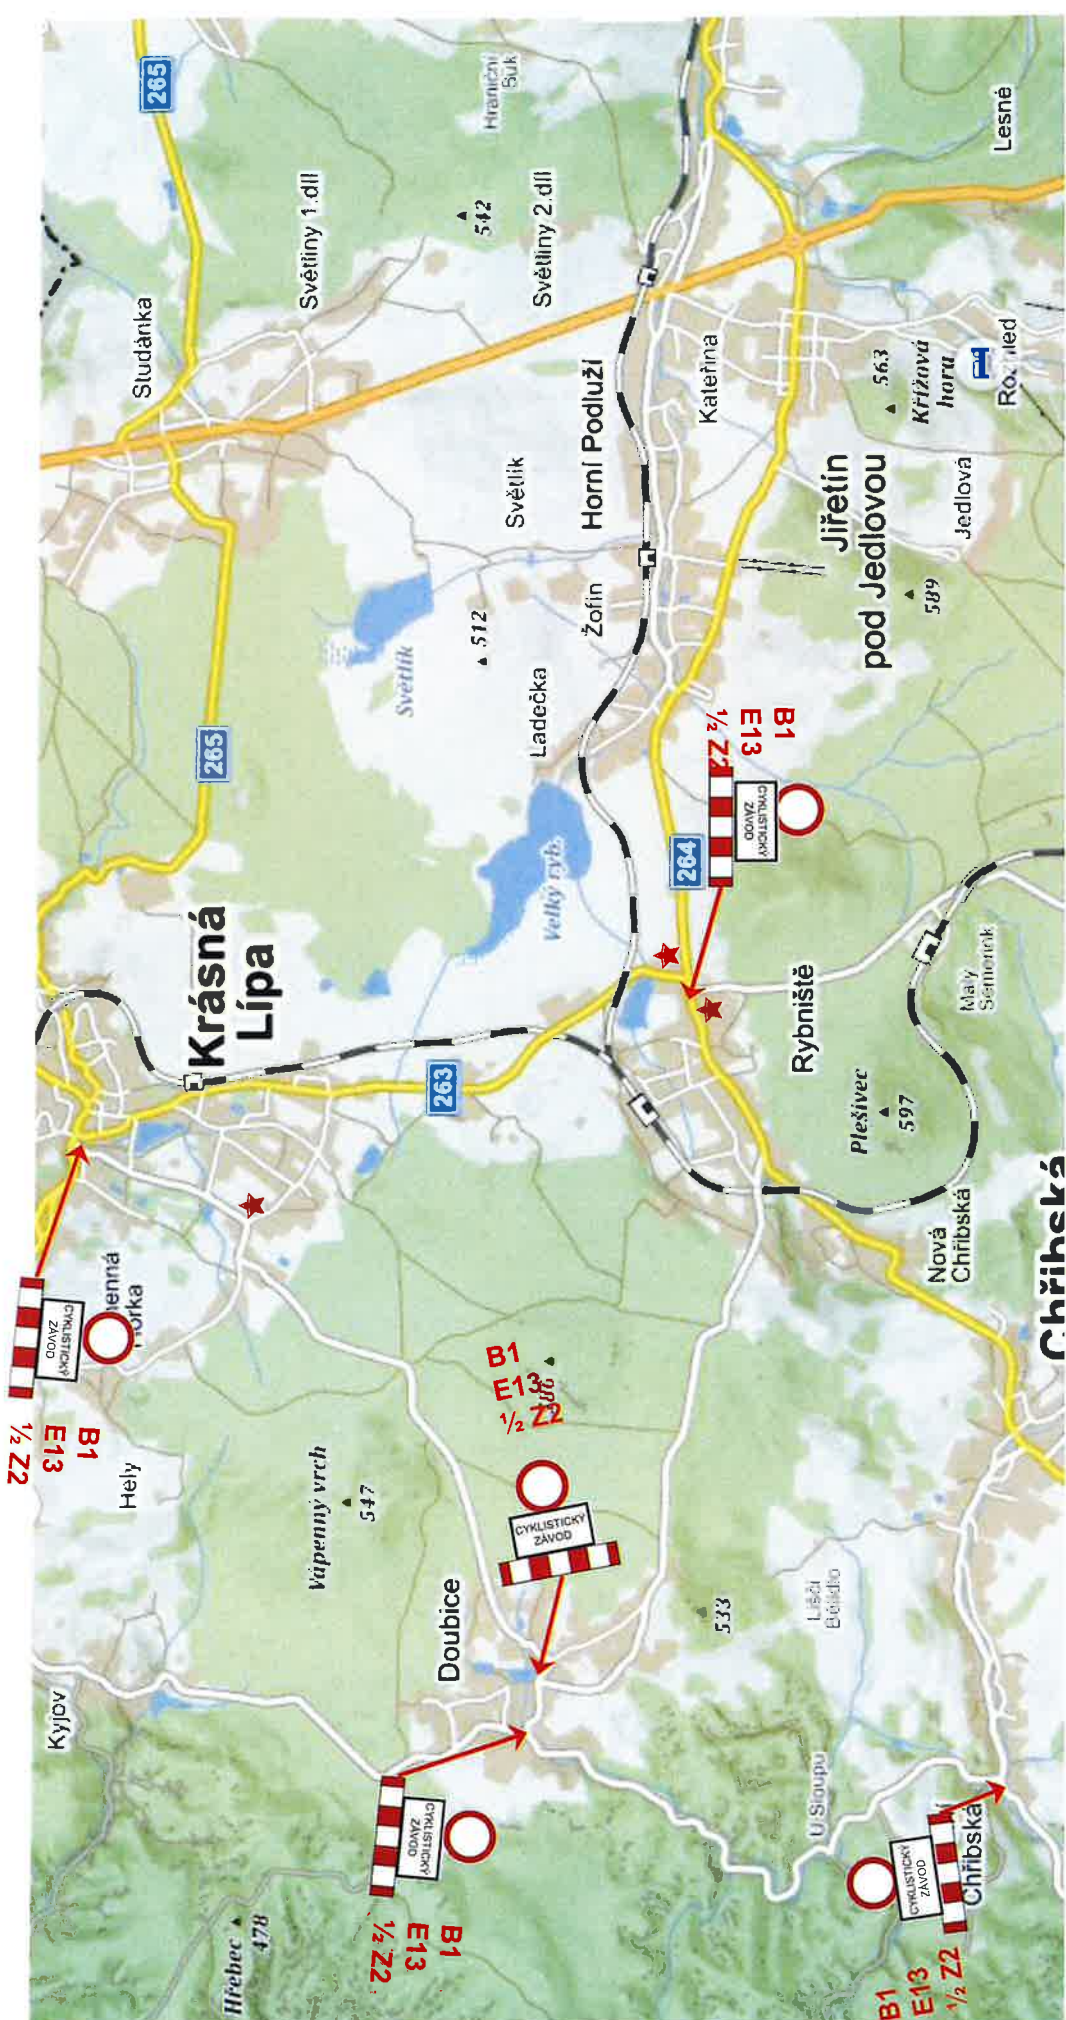 265
Hraniční
Buk
Lesné
Studánka
Světliny 1.díl
542
Světliny 2.díl
Kateřina
563
Křížová
hora
Horní Podluží
Světlík
Jiřetín
pod Jedlovou
Jedlová
589
512
Žofín
Světlík
Ladečka
265
Velký ryb.
264
B1
E13
½ Z2
CYKLISTICKÝ
ZÁVOD
Krásná
Lípa
263
Rybniště
Malý
Semerink
Plešivec
597
Nová
Chřibská
Chřibská
CYKLISTICKÝ
ZÁVOD
B1
E13
½ Z2
Hely
Vápenný vrch
547
B1
E13
½ Z2
CYKLISTICKÝ
ZÁVOD
Doubice
533
Liščí
Bělidlo
Kyjov
U Sloupu
CYKLISTICKÝ
ZÁVOD
B1
E13
½ Z2
Hřebec
478
Chřibská
CYKLISTICKÝ
ZÁVOD
B1
E13
½ Z2